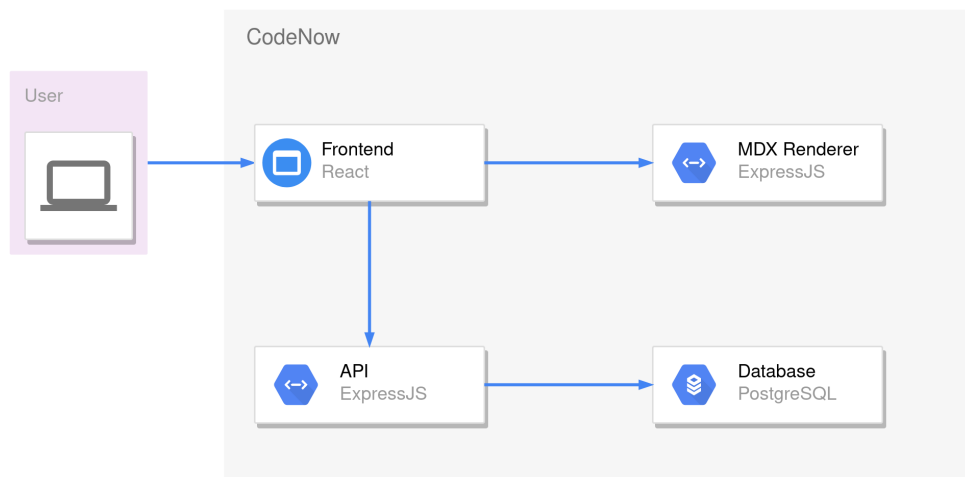 CodeNow
User
Frontend
React
MDX Renderer
ExpressJS
API
ExpressJS
Database
PostgreSQL